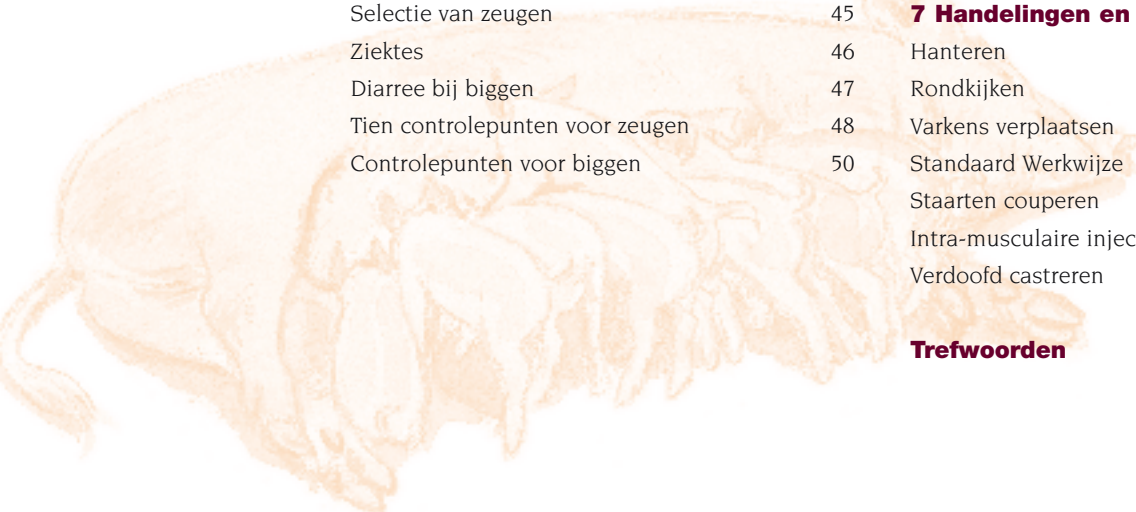 Selectie van zeugen 45
Ziektes 46
Diarree bij biggen 47
Tien controlepunten voor zeugen 48
Controlepunten voor biggen 50
7 Handelingen en
Hanteren
Rondkijken
Varkens verplaatsen
Standaard Werkwijze
Staarten couperen
Intra-musculaire injec
Verdoofd castreren
Trefwoorden